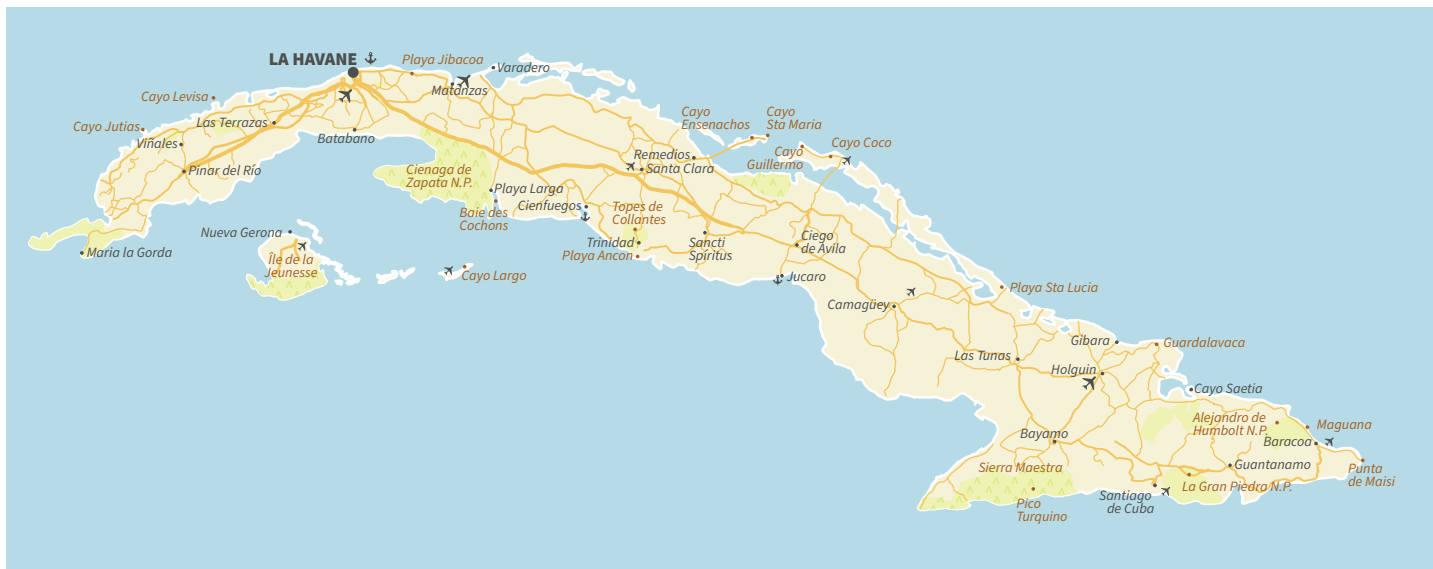 LA HAVANE
Playa Jibacoa
Varadero
Matanzas
Cayo Levisa
Cayo Jutias
Las Terrazas
Viñales
Batabano
Pinar del Río
Cayo
Ensenachos
Cayo
Sta Maria
Cayo
Guillermo
Cayo Coco
Remedios
Santa Clara
Cienaga de
Zapata N.P.
Playa Larga
Cienfuegos
Baie des
Cochons
Topes de
Collantes
Trinidad
Playa Ancon
Sancti
Spiritus
Ciego
de Avila
Nueva Gerona
Maria la Gorda
Île de la
Jeunesse
Cayo Largo
Jucaro
Camagüey
Playa Sta Lucia
Gibara
Guardalavaca
Las Tunas
Holguin
Cayo Saetia
Alejandro de
Humbolt N.P.
Maguana
Bayamo
Baracoa
Sierra Maestra
Guantanamo
Punta
de Maisi
La Gran Piedra N.P.
Santiago
de Cuba
Pico
Turquino